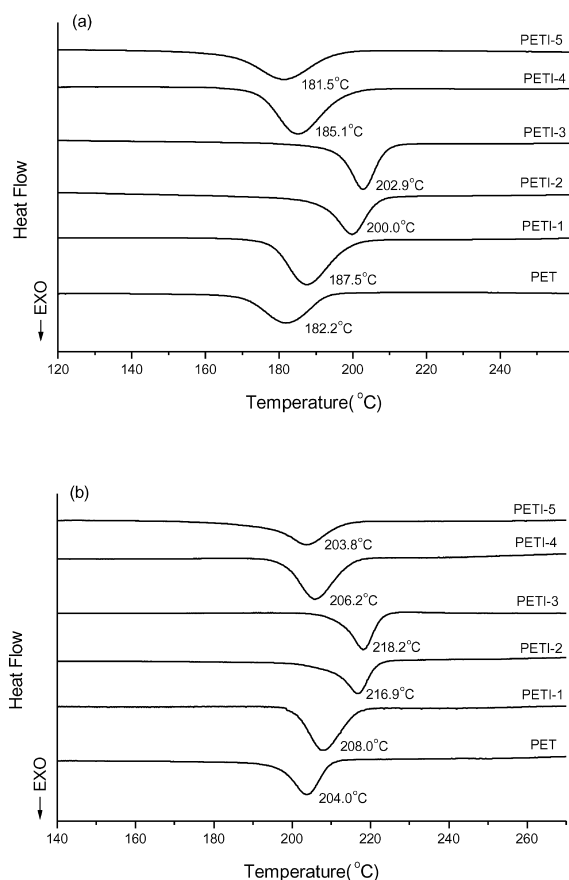 (a)
PETI-5
181.5°C
PETI-4
185.1°C
PETI-3
202.9°C
PETI-2
200.0°C
PETI-1
187.5°C
PET
182.2°C
Heat Flow
EXO
120 140 160 180 200 220 240
Temperature( °C)
(b)
PETI-5
203.8°C
PETI-4
206.2°C
PETI-3
218.2°C
PETI-2
216.9°C
PETI-1
208.0°C
PET
204.0°C
Heat Flow
EXO
140 160 180 200 220 240 260
Temperature(°C)